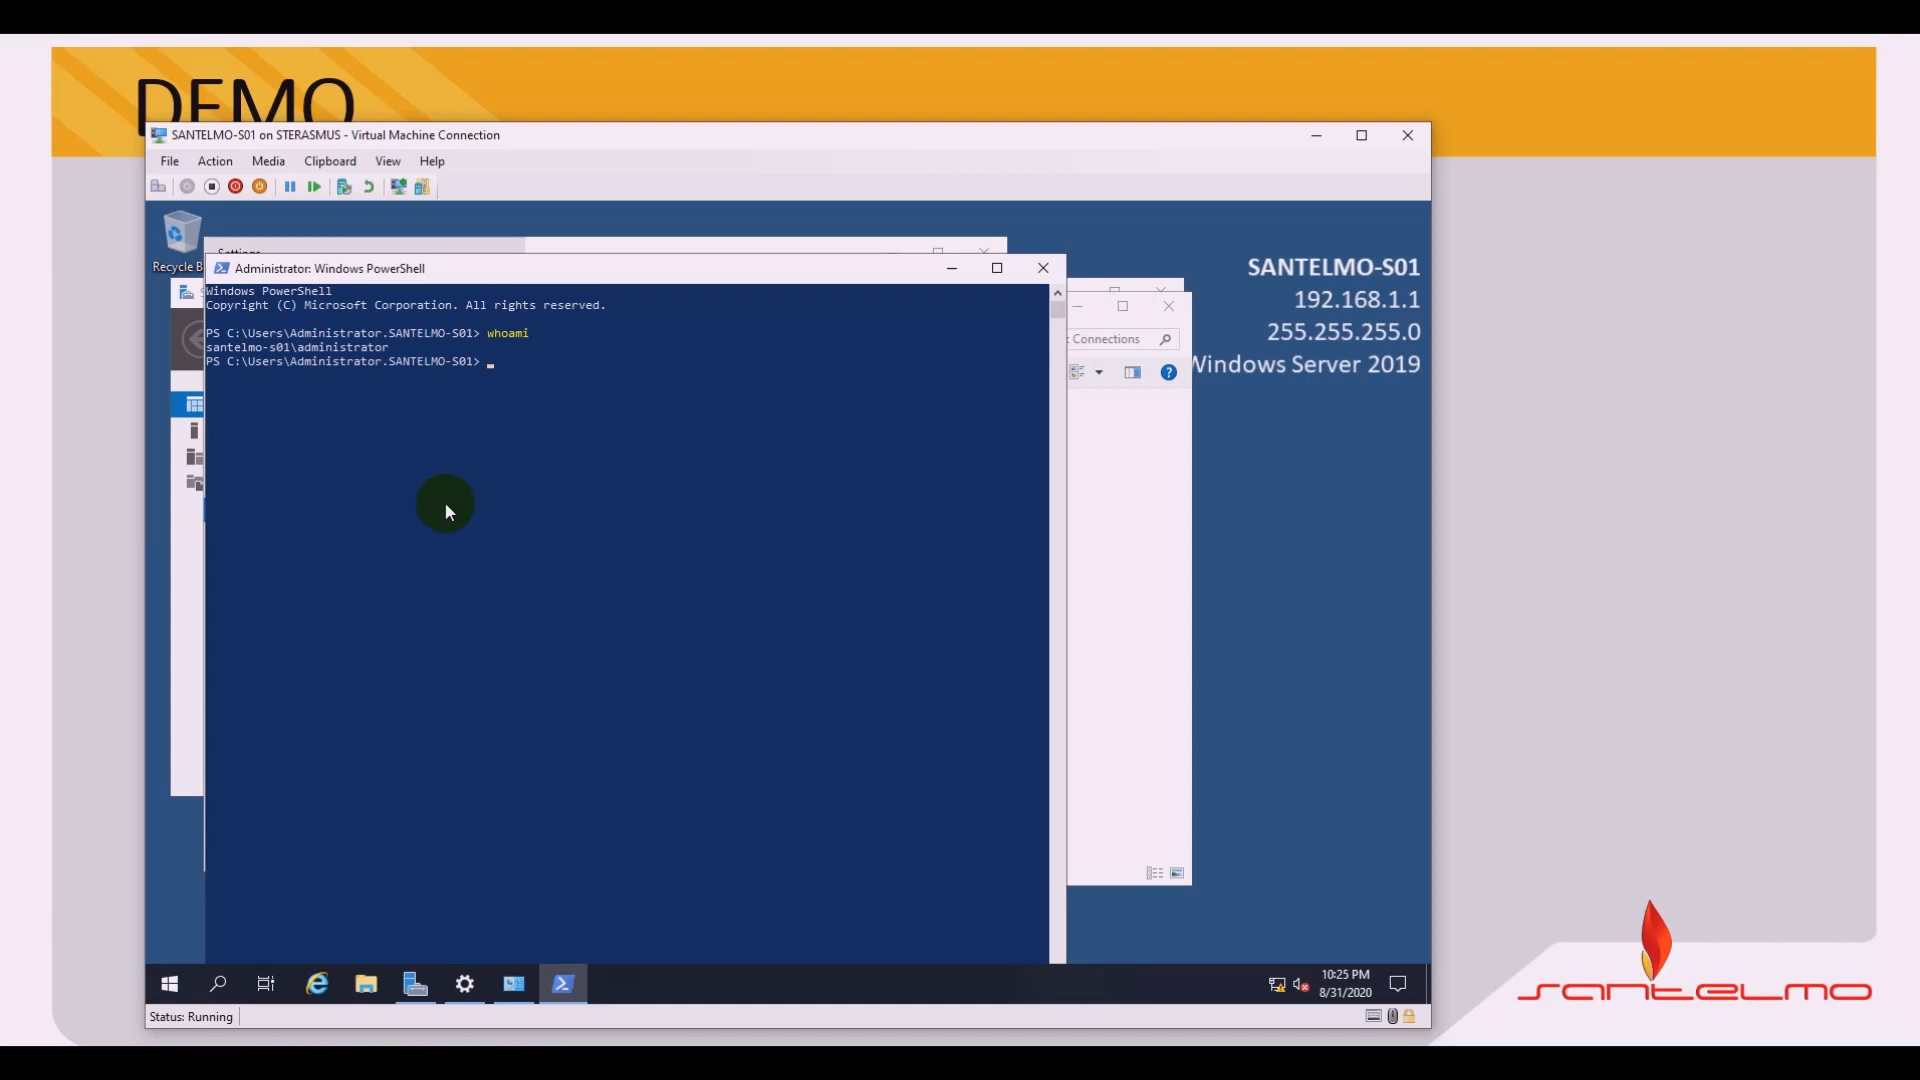 DEMO
SANTELMO-S01 on STERASMUS - Virtual Machine Connection
File Action Media Clipboard View Help
Settings
Recycle B
SANTELMO-S01
192.168.1.1
255.255.255.0
Windows Server 2019
Administrator: Windows PowerShell
Windows PowerShell
Copyright (C) Microsoft Corporation. All rights reserved.
PS C:\Users\Administrator.SANTELMO-S01> whoami
santelmo-s01\administrator
PS C:\Users\Administrator.SANTELMO-S01>
Connections
10:25 PM
8/31/2020
Status: Running
santelmo